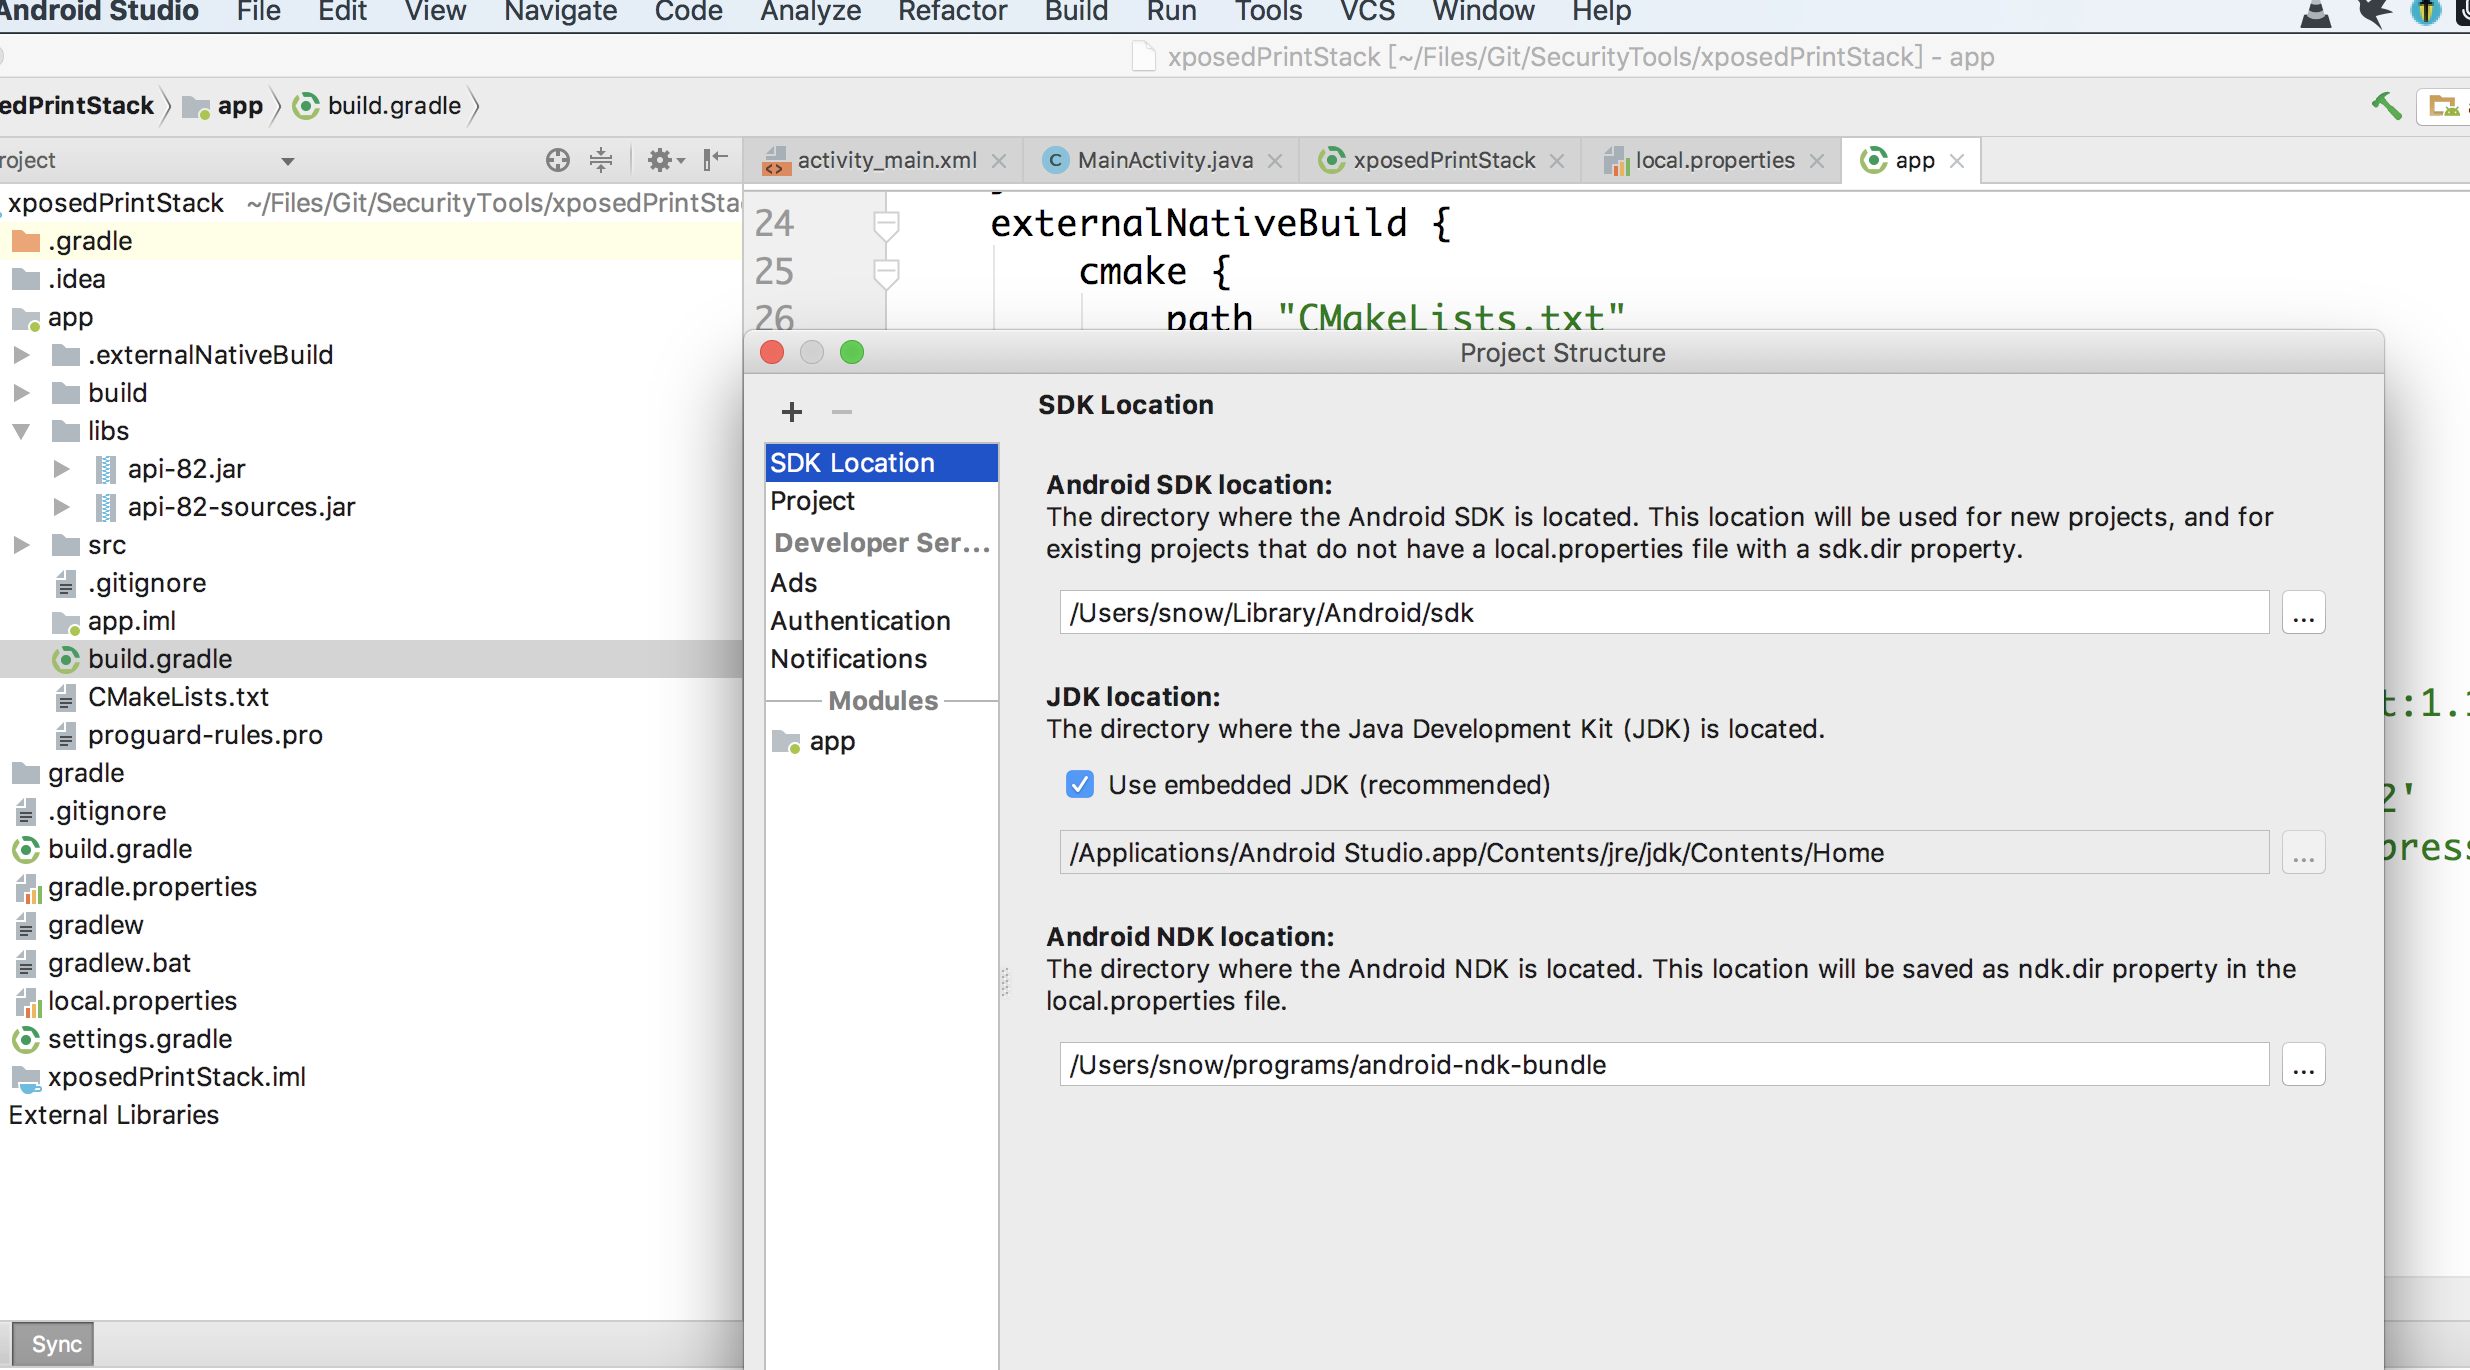 Android Studio File Edit View Navigate Code Analyze Refactor Build Run Tools VCS Window Help
xposedPrintStack [~/Files/Git/SecurityTools/xposedPrintStack] - app
edPrintStack app build.gradle
roject
activity_main.xml MainActivity.java xposedPrintStack local.properties app
xposedPrintStack ~/Files/Git/SecurityTools/xposedPrintSta
.gradle
.idea
app
.externalNativeBuild
build
libs
api-82.jar
api-82-sources.jar
src
.gitignore
app.iml
build.gradle
CMakeLists.txt
proguard-rules.pro
gradle
.gitignore
build.gradle
gradle.properties
gradlew
gradlew.bat
local.properties
settings.gradle
xposedPrintStack.iml
External Libraries
Sync
24 externalNativeBuild {
25 cmake {
26 path "CMakeLists.txt"
Project Structure
SDK Location
Project
Developer Ser...
Ads
Authentication
Notifications
Modules
app
SDK Location
Android SDK location:
The directory where the Android SDK is located. This location will be used for new projects, and for
existing projects that do not have a local.properties file with a sdk.dir property.
/Users/snow/Library/Android/sdk
...
JDK location:
The directory where the Java Development Kit (JDK) is located.
Use embedded JDK (recommended)
/Applications/Android Studio.app/Contents/jre/jdk/Contents/Home
...
Android NDK location:
The directory where the Android NDK is located. This location will be saved as ndk.dir property in the
local.properties file.
/Users/snow/programs/android-ndk-bundle
...
t:1.1
2'
press